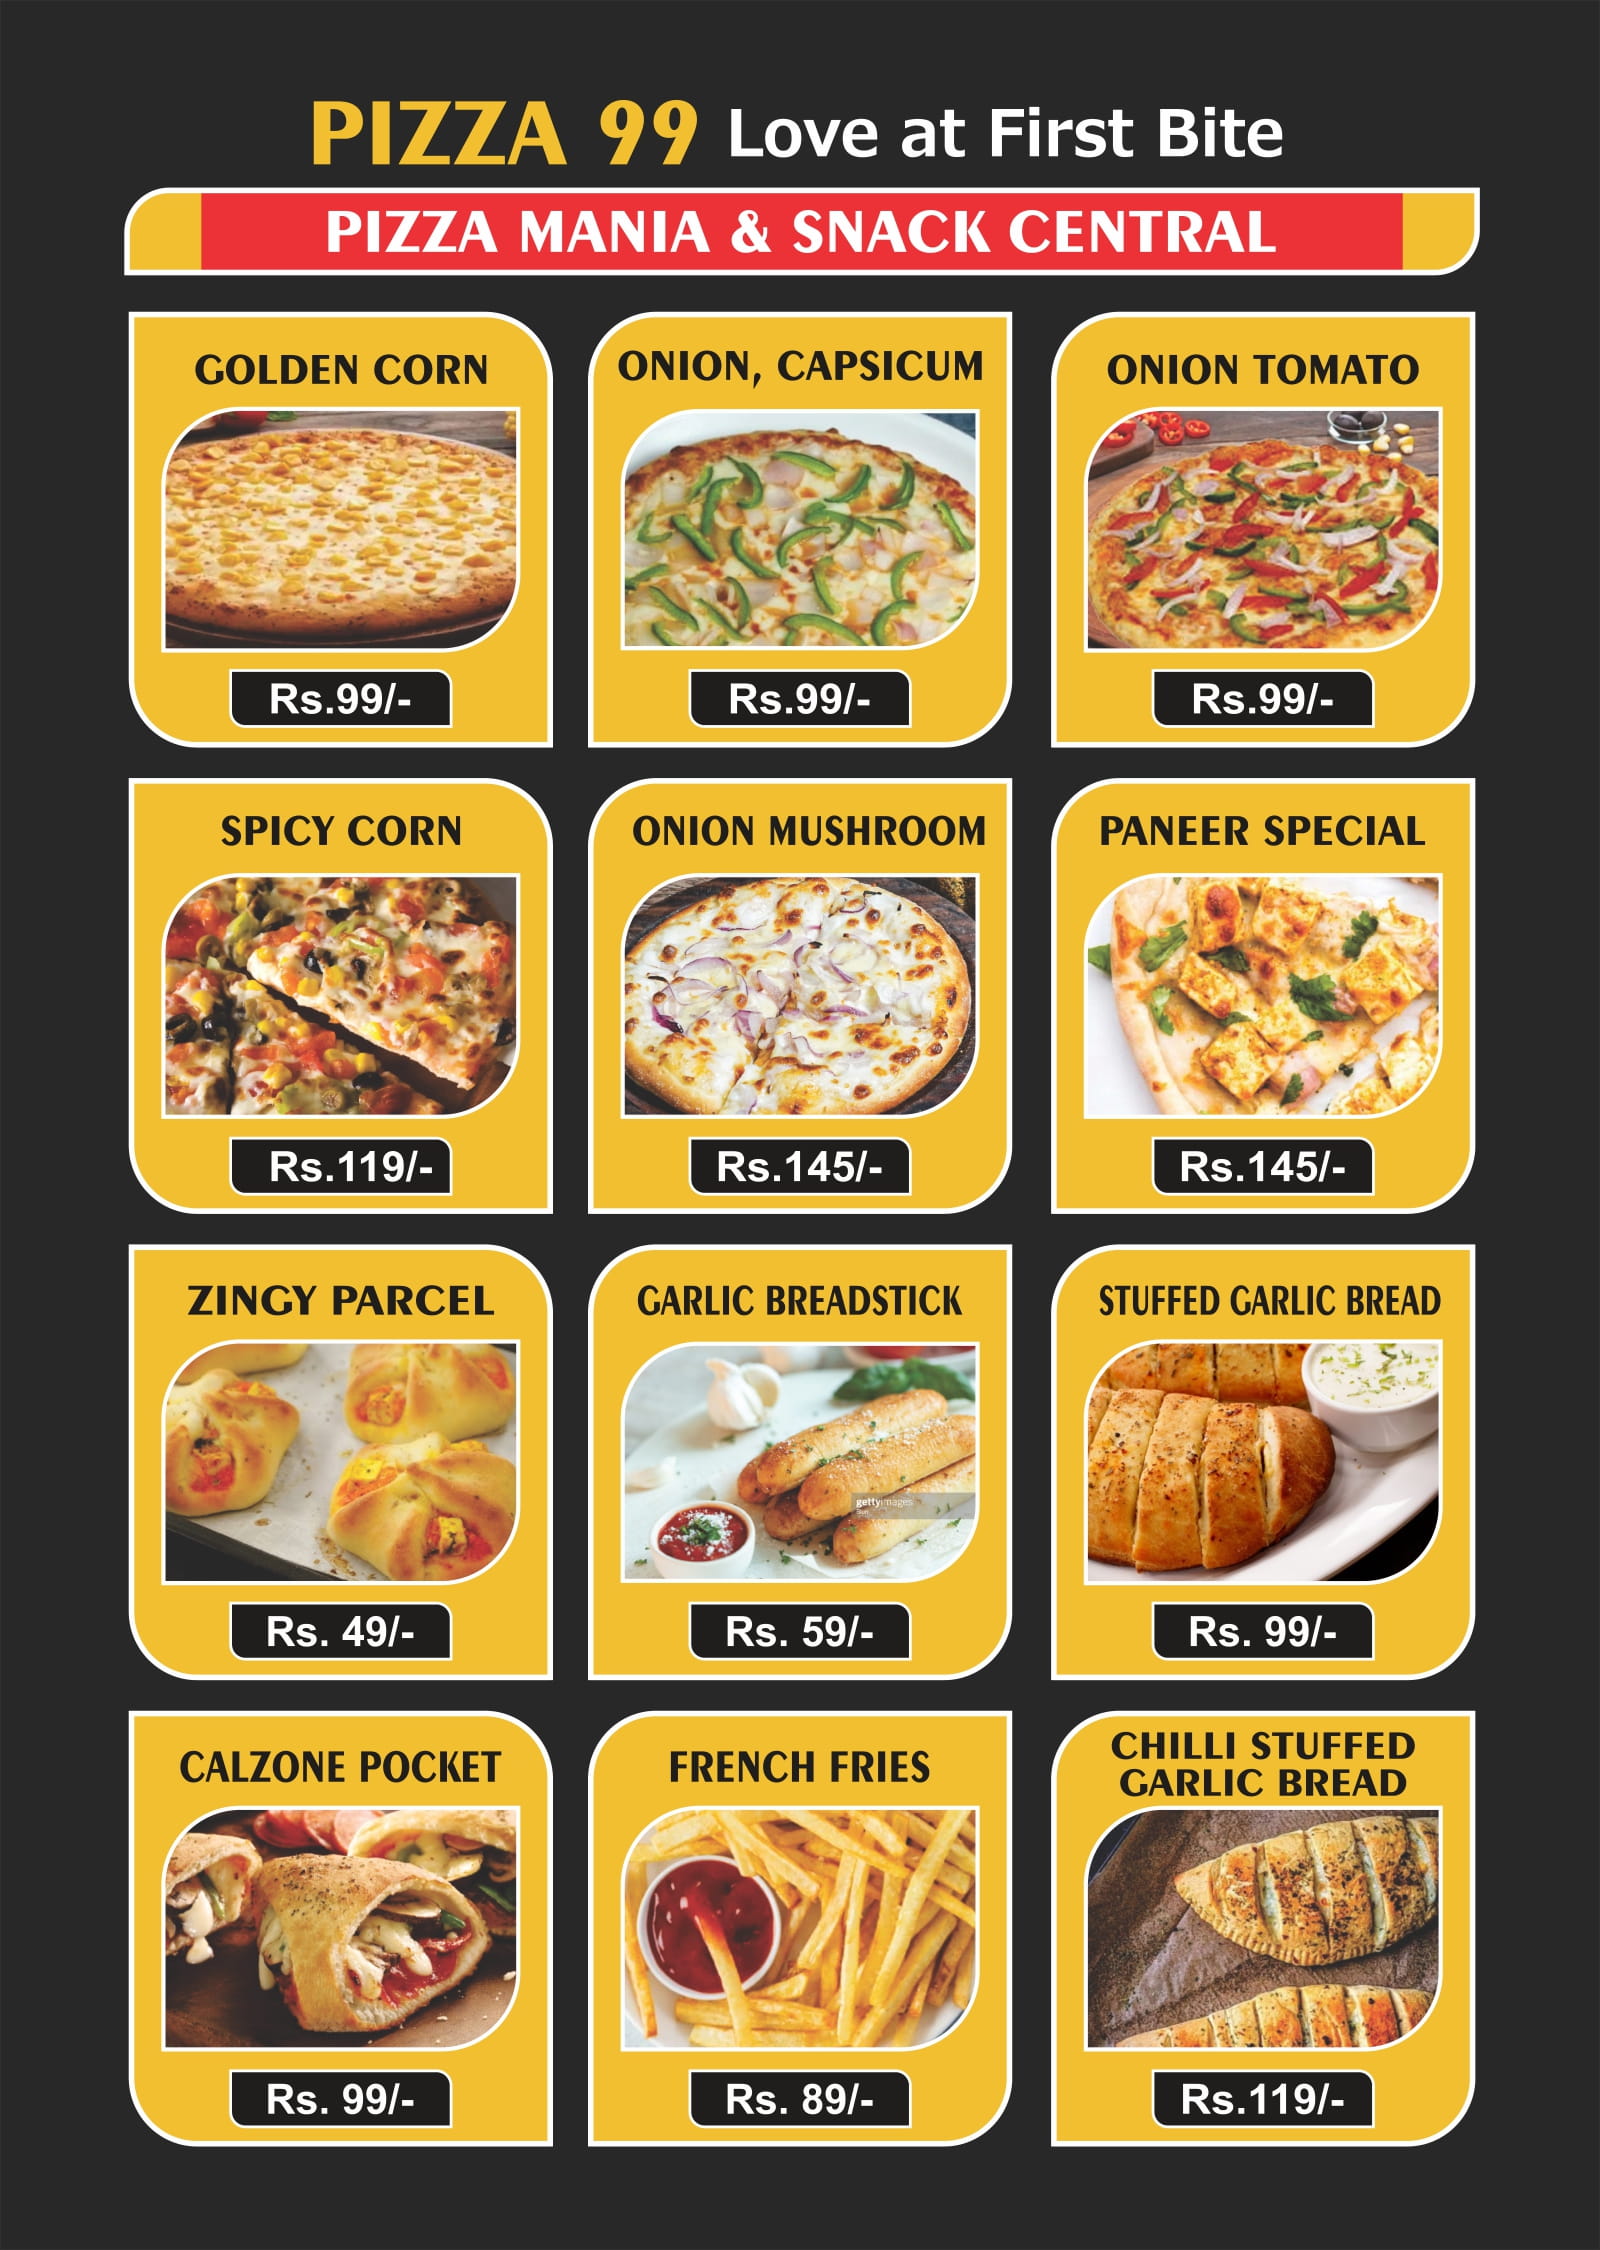 PIZZA 99 Love at First Bite
PIZZA MANIA & SNACK CENTRAL
GOLDEN CORN
Rs.99/-
ONION, CAPSICUM
Rs.99/-
ONION TOMATO
Rs.99/-
SPICY CORN
Rs.119/-
ONION MUSHROOM
Rs.145/-
PANEER SPECIAL
Rs.145/-
ZINGY PARCEL
Rs. 49/-
GARLIC BREADSTICK
gettyimages
Rs. 59/-
STUFFED GARLIC BREAD
Rs. 99/-
CALZONE POCKET
Rs. 99/-
FRENCH FRIES
Rs. 89/-
CHILLI STUFFED
GARLIC BREAD
Rs.119/-